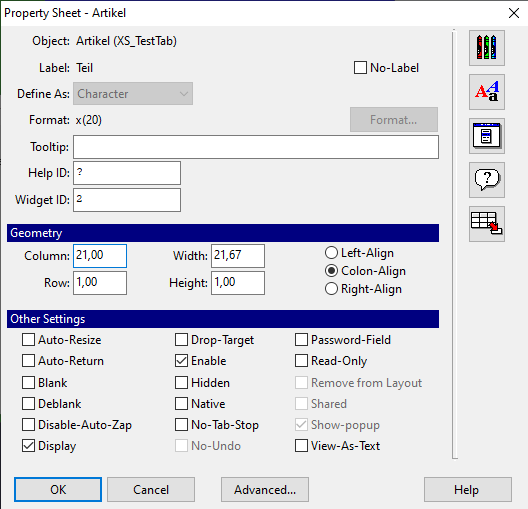 Property Sheet - Artikel
Object: Artikel (XS_TestTab)
Label: Teil
No-Label
Define As: Character
Format: x(20)
Format...
Tooltip:
Help ID: ?
Widget ID: 2
Geometry
Column: 21,00 Width: 21,67 Left-Align
Colon-Align
Row: 1,00 Height: 1,00 Right-Align
Other Settings
Auto-Resize Drop-Target Password-Field
Auto-Return Enable Read-Only
Blank Hidden Remove from Layout
Deblank Native Shared
Disable-Auto-Zap No-Tab-Stop Show-popup
Display No-Undo View-As-Text
OK Cancel Advanced... Help